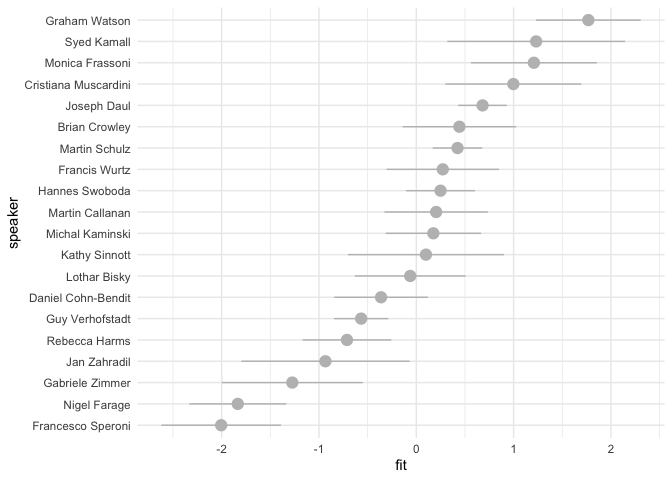 Graham Watson
Syed Kamall
Monica Frassoni
Cristiana Muscardini
Joseph Daul
Brian Crowley
Martin Schulz
Francis Wurtz
Hannes Swoboda
Martin Callanan
Michal Kaminski
Kathy Sinnott
Lothar Bisky
Daniel Cohn-Bendit
Guy Verhofstadt
Rebecca Harms
Jan Zahradil
Gabriele Zimmer
Nigel Farage
Francesco Speroni
speaker
-2 -1 0 1 2
fit